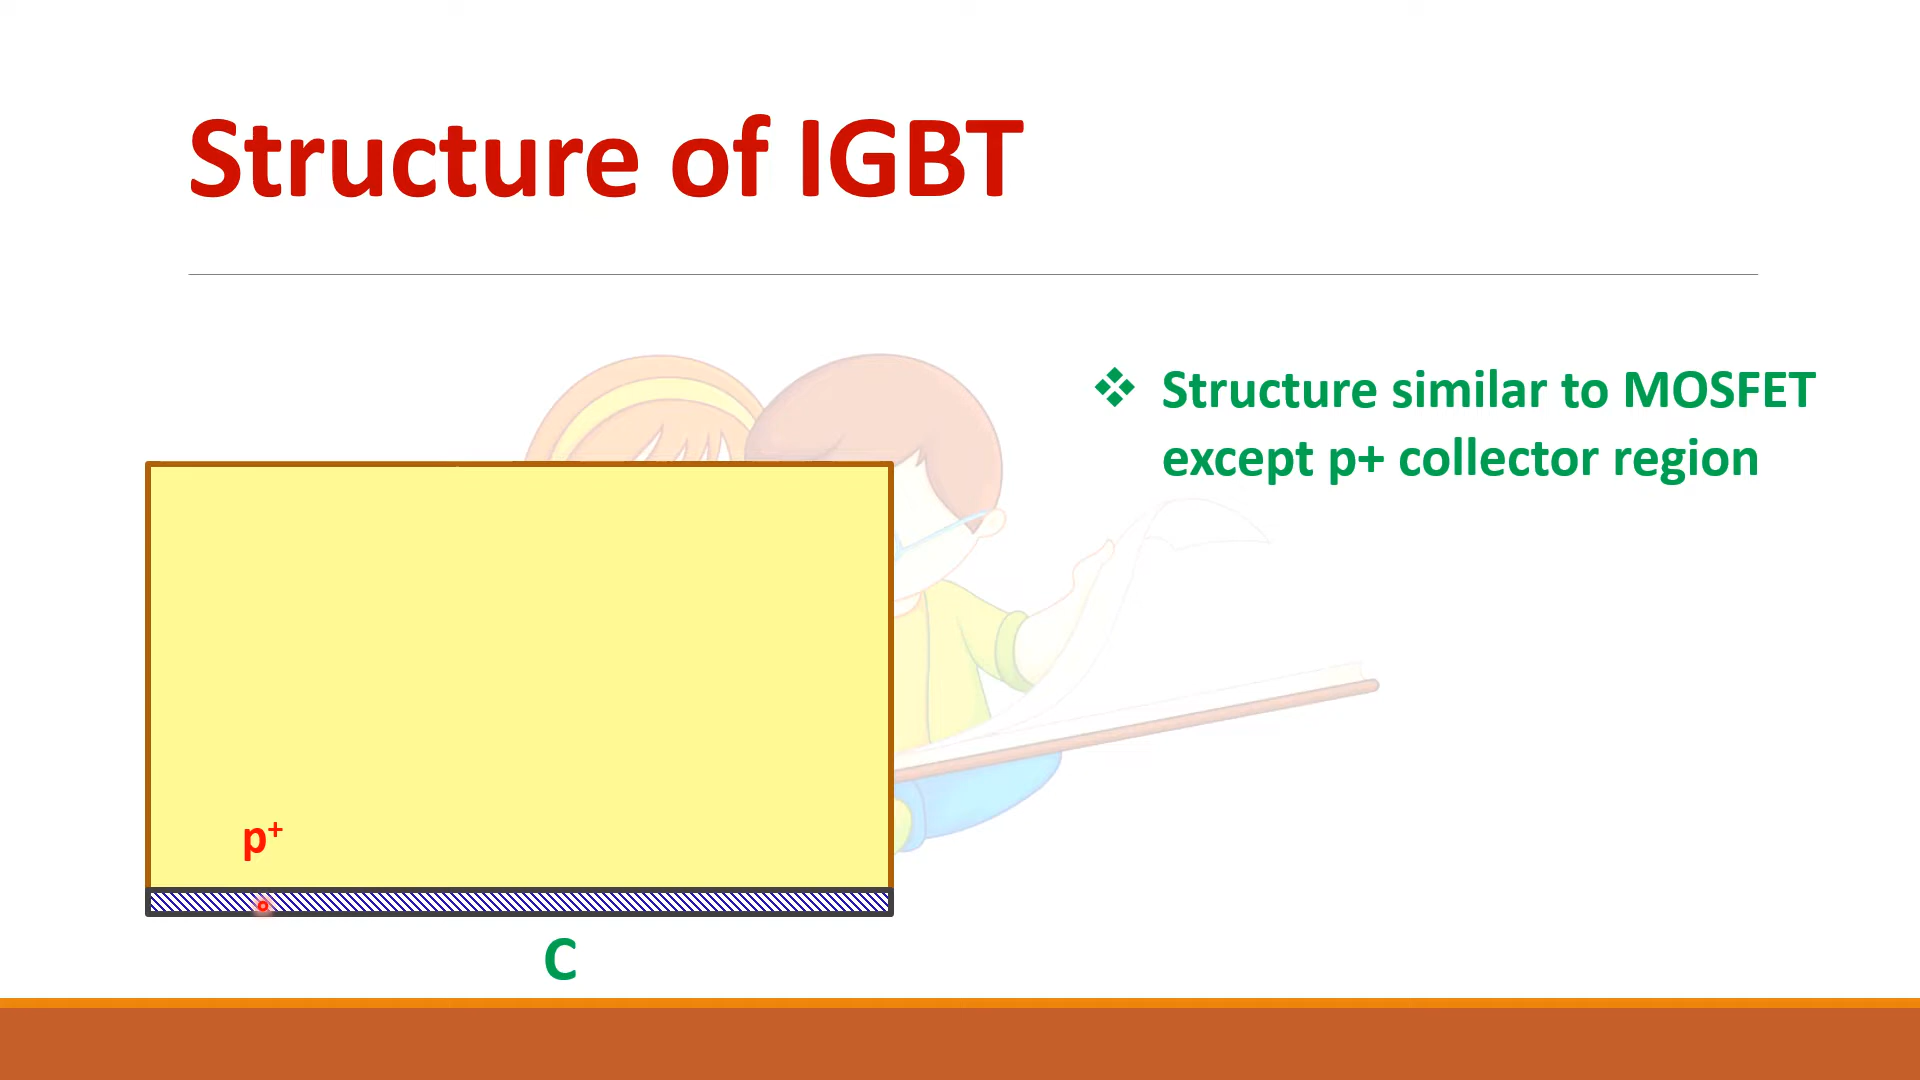 Structure of IGBT
❖ Structure similar to MOSFET
except p+ collector region
p⁺
C